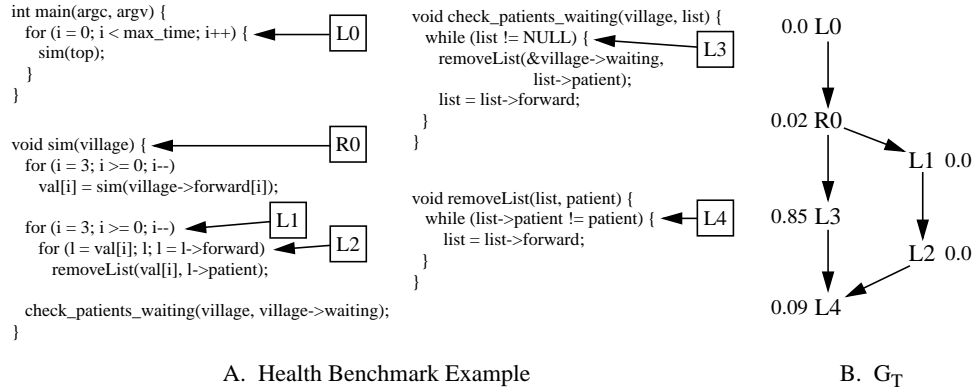 int main(argc, argv) {
for (i = 0; i < max_time; i++) {
sim(top);
}
}
L0
void sim(village) {
R0
for (i = 3; i >= 0; i--)
val[i] = sim(village->forward[i]);
L1
for (i = 3; i >= 0; i--)
for (l = val[i]; l; l = l->forward)
L2
removeList(val[i], l->patient);
check_patients_waiting(village, village->waiting);
}
void check_patients_waiting(village, list) {
while (list != NULL) {
L3
removeList(&village->waiting,
list->patient);
list = list->forward;
}
}
void removeList(list, patient) {
while (list->patient != patient) {
L4
list = list->forward;
}
}
0.0 L0
0.02 R0
L1 0.0
0.85 L3
L2 0.0
0.09 L4
A. Health Benchmark Example
B. G_T